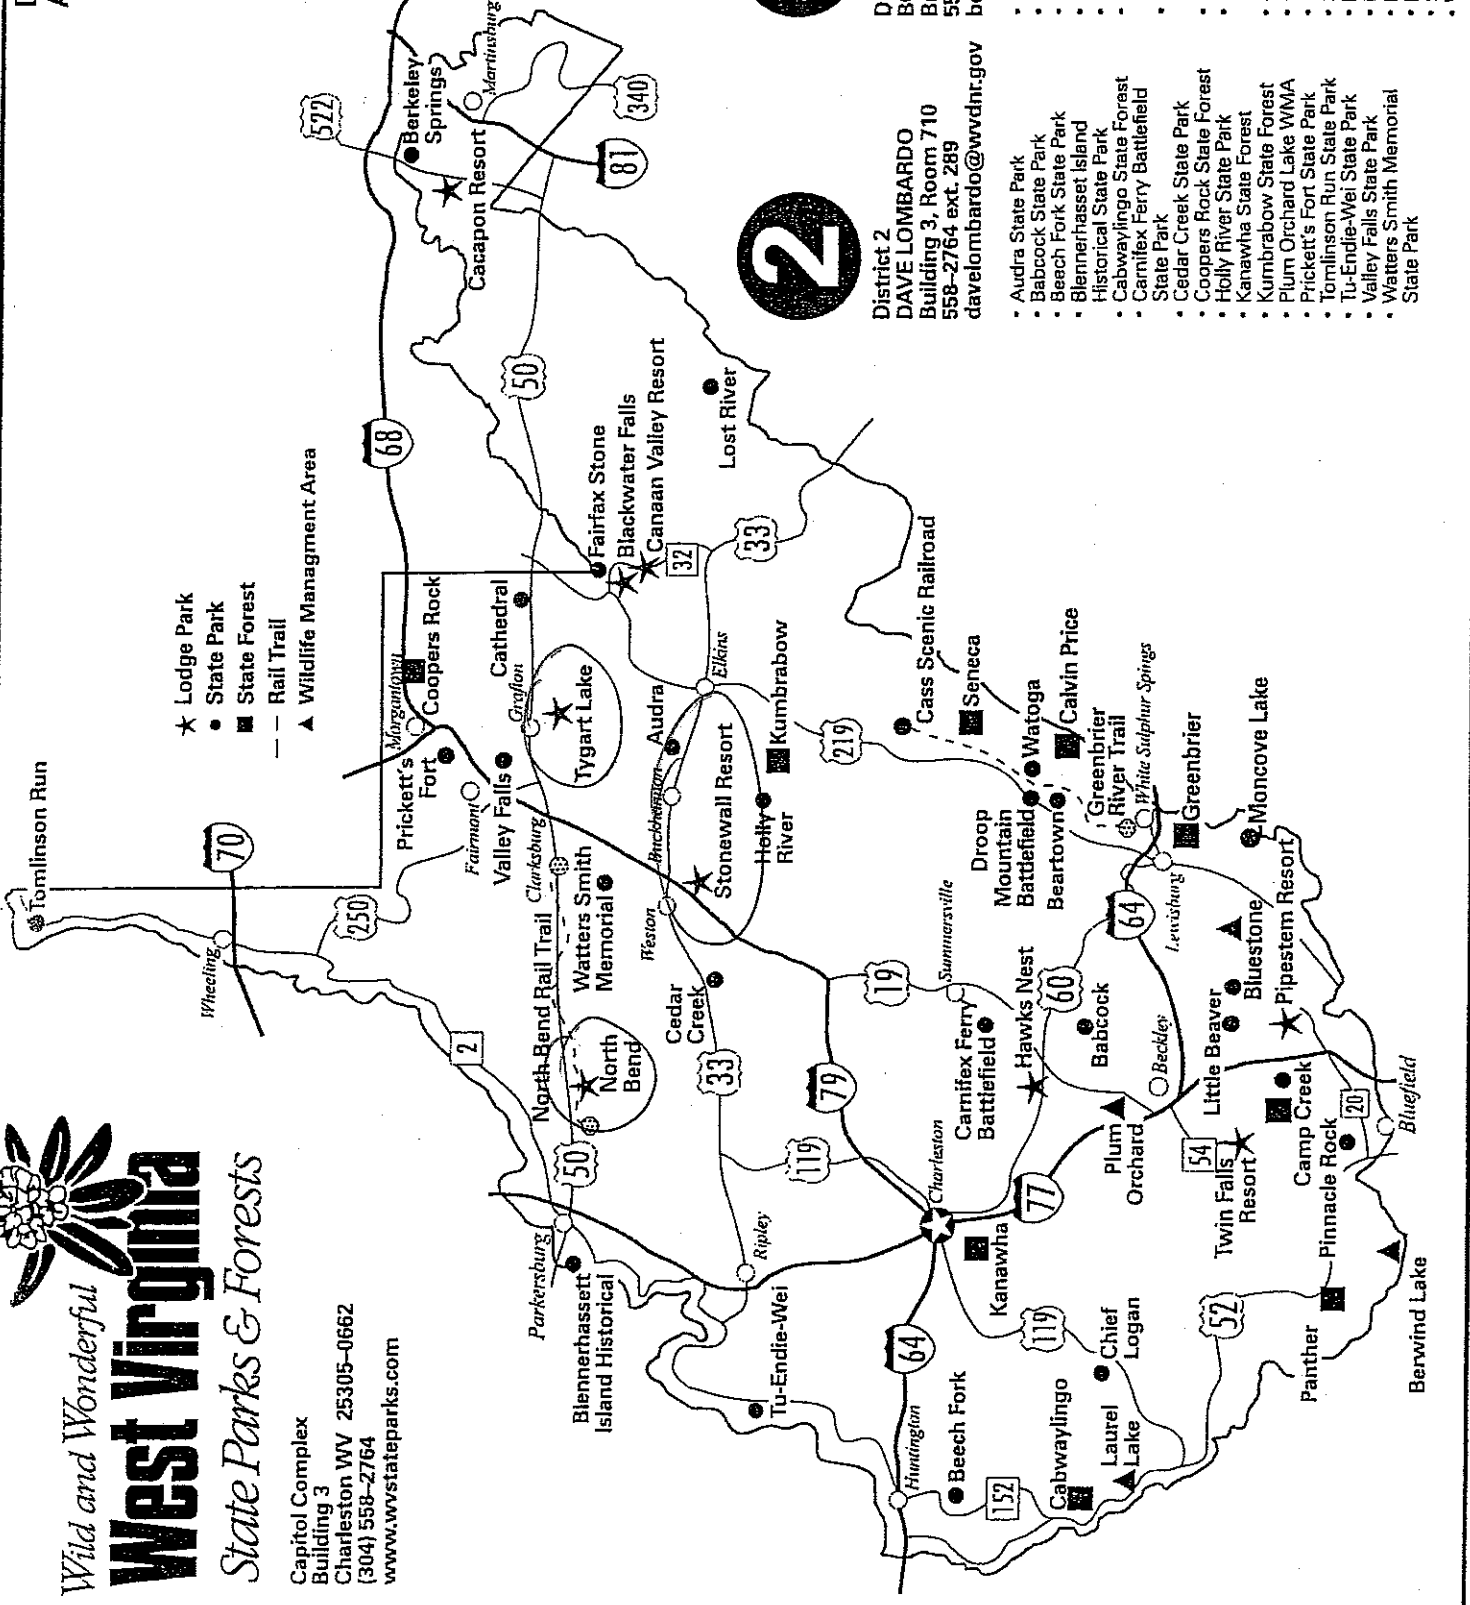 Wild and Wonderful
West Virginia
State Parks & Forests
Capitol Complex
Building 3
Charleston WV 25305-0662
(304) 558-2764
www.wvstateparks.com
Lodge Park
State Park
State Forest
Rail Trail
Wildlife Managment Area
Tomlinson Run
70
Wheeling
250
2
Morgantown
Coopers Rock
Prickett's
Fort
Fairmont
Valley Falls
Grafton
Cathedral
Tygart Lake
Clarksburg
Watters Smith
Memorial
North Bend Rail Trail
North
Bend
50
Parkersburg
Blennerhassett
Island Historical
68
522
Berkeley
Springs
Martinsburg
Cacapon Resort
81
340
50
Fairfax Stone
Blackwater Falls
Canaan Valley Resort
32
33
Lost River
Elkins
Audra
Buckhannon
Stonewall Resort
Weston
Holly
River
Kumbrabow
219
Cedar
Creek
33
79
119
Ripley
Tu-Endie-Wei
19
Summersville
Carnifex Ferry
Battlefield
Hawks Nest
60
Babcock
Beckley
Charleston
Kanawha
77
64
Huntington
Beech Fork
152
Cabwaylingo
Laurel
Lake
Chief
Logan
119
52
Panther
Berwind Lake
Pinnacle Rock
Camp Creek
20
Bluefield
Twin Falls
Resort
54
Plum
Orchard
Little Beaver
Bluestone
Pipestem Resort
Lewisburg
64
Moncove Lake
Greenbrier
White Sulphur Spings
Greenbrier
River Trail
Calvin Price
Watoga
Seneca
Cass Scenic Railroad
Droop
Mountain
Battlefield
Beartown
2
District 2
DAVE LOMBARDO
Building 3, Room 710
558-2764 ext. 289
davelombardo@wvdnr.gov
• Audra State Park
• Babcock State Park
• Beech Fork State Park
• Blennerhasset Island
Historical State Park
• Cabwaylingo State Forest
• Carnifex Ferry Battlefield
State Park
• Cedar Creek State Park
• Coopers Rock State Forest
• Holly River State Park
• Kanawha State Forest
• Kumbrabow State Forest
• Plum Orchard Lake WMA
• Prickett's Fort State Park
• Tomlinson Run State Park
• Tu-Endie-Wei State Park
• Valley Falls State Park
• Watters Smith Memorial
State Park